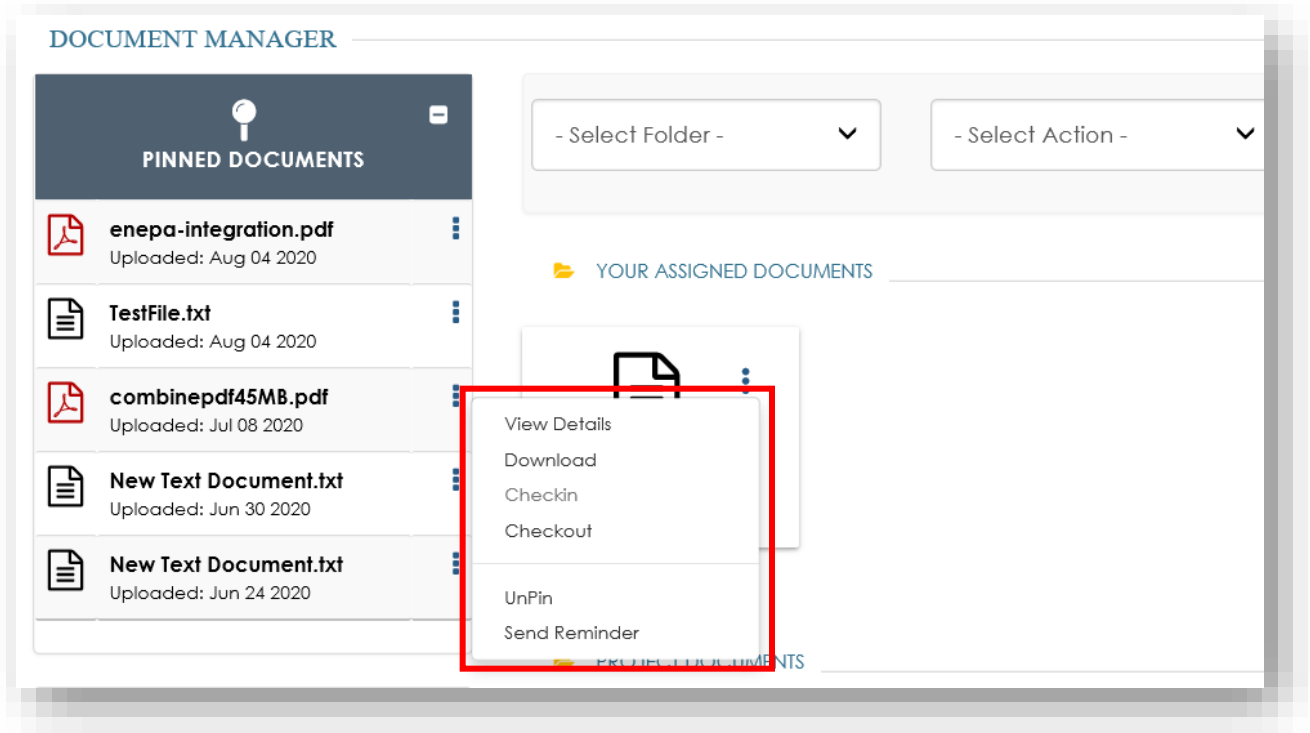 DOCUMENT MANAGER
PINNED DOCUMENTS
enepa-integration.pdf
Uploaded: Aug 04 2020
TestFile.txt
Uploaded: Aug 04 2020
combinepdf45MB.pdf
Uploaded: Jul 08 2020
New Text Document.txt
Uploaded: Jun 30 2020
New Text Document.txt
Uploaded: Jun 24 2020
- Select Folder -
- Select Action -
YOUR ASSIGNED DOCUMENTS
View Details
Download
Checkin
Checkout
UnPin
Send Reminder
PROJECT DOCUMENTS